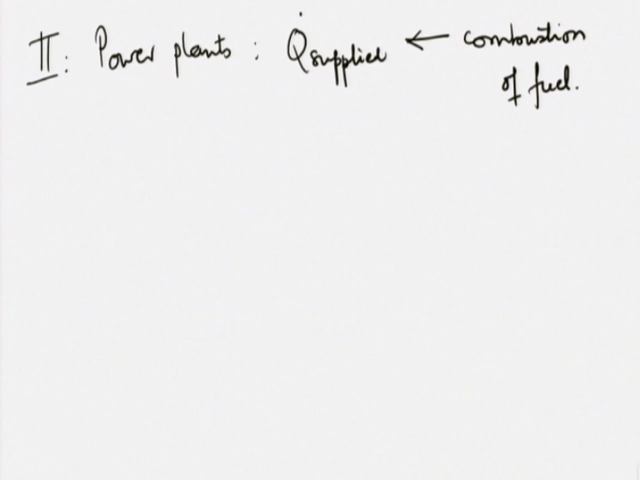 II: Power plants : Q̇supplied ← combustion
of fuel.